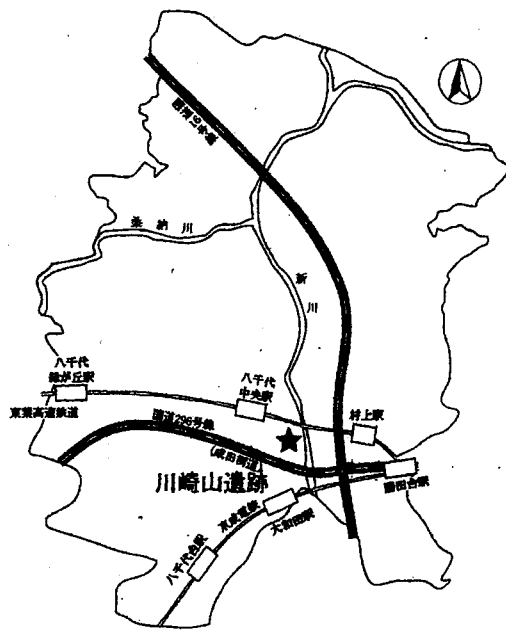 国道16号線
桑納川
新川
八千代
緑が丘駅
東葉高速鉄道
八千代
中央駅
村上駅
国道296号線
(成田街道)
勝田台駅
川崎山遺跡
京成電鉄
大和田駅
八千代台駅